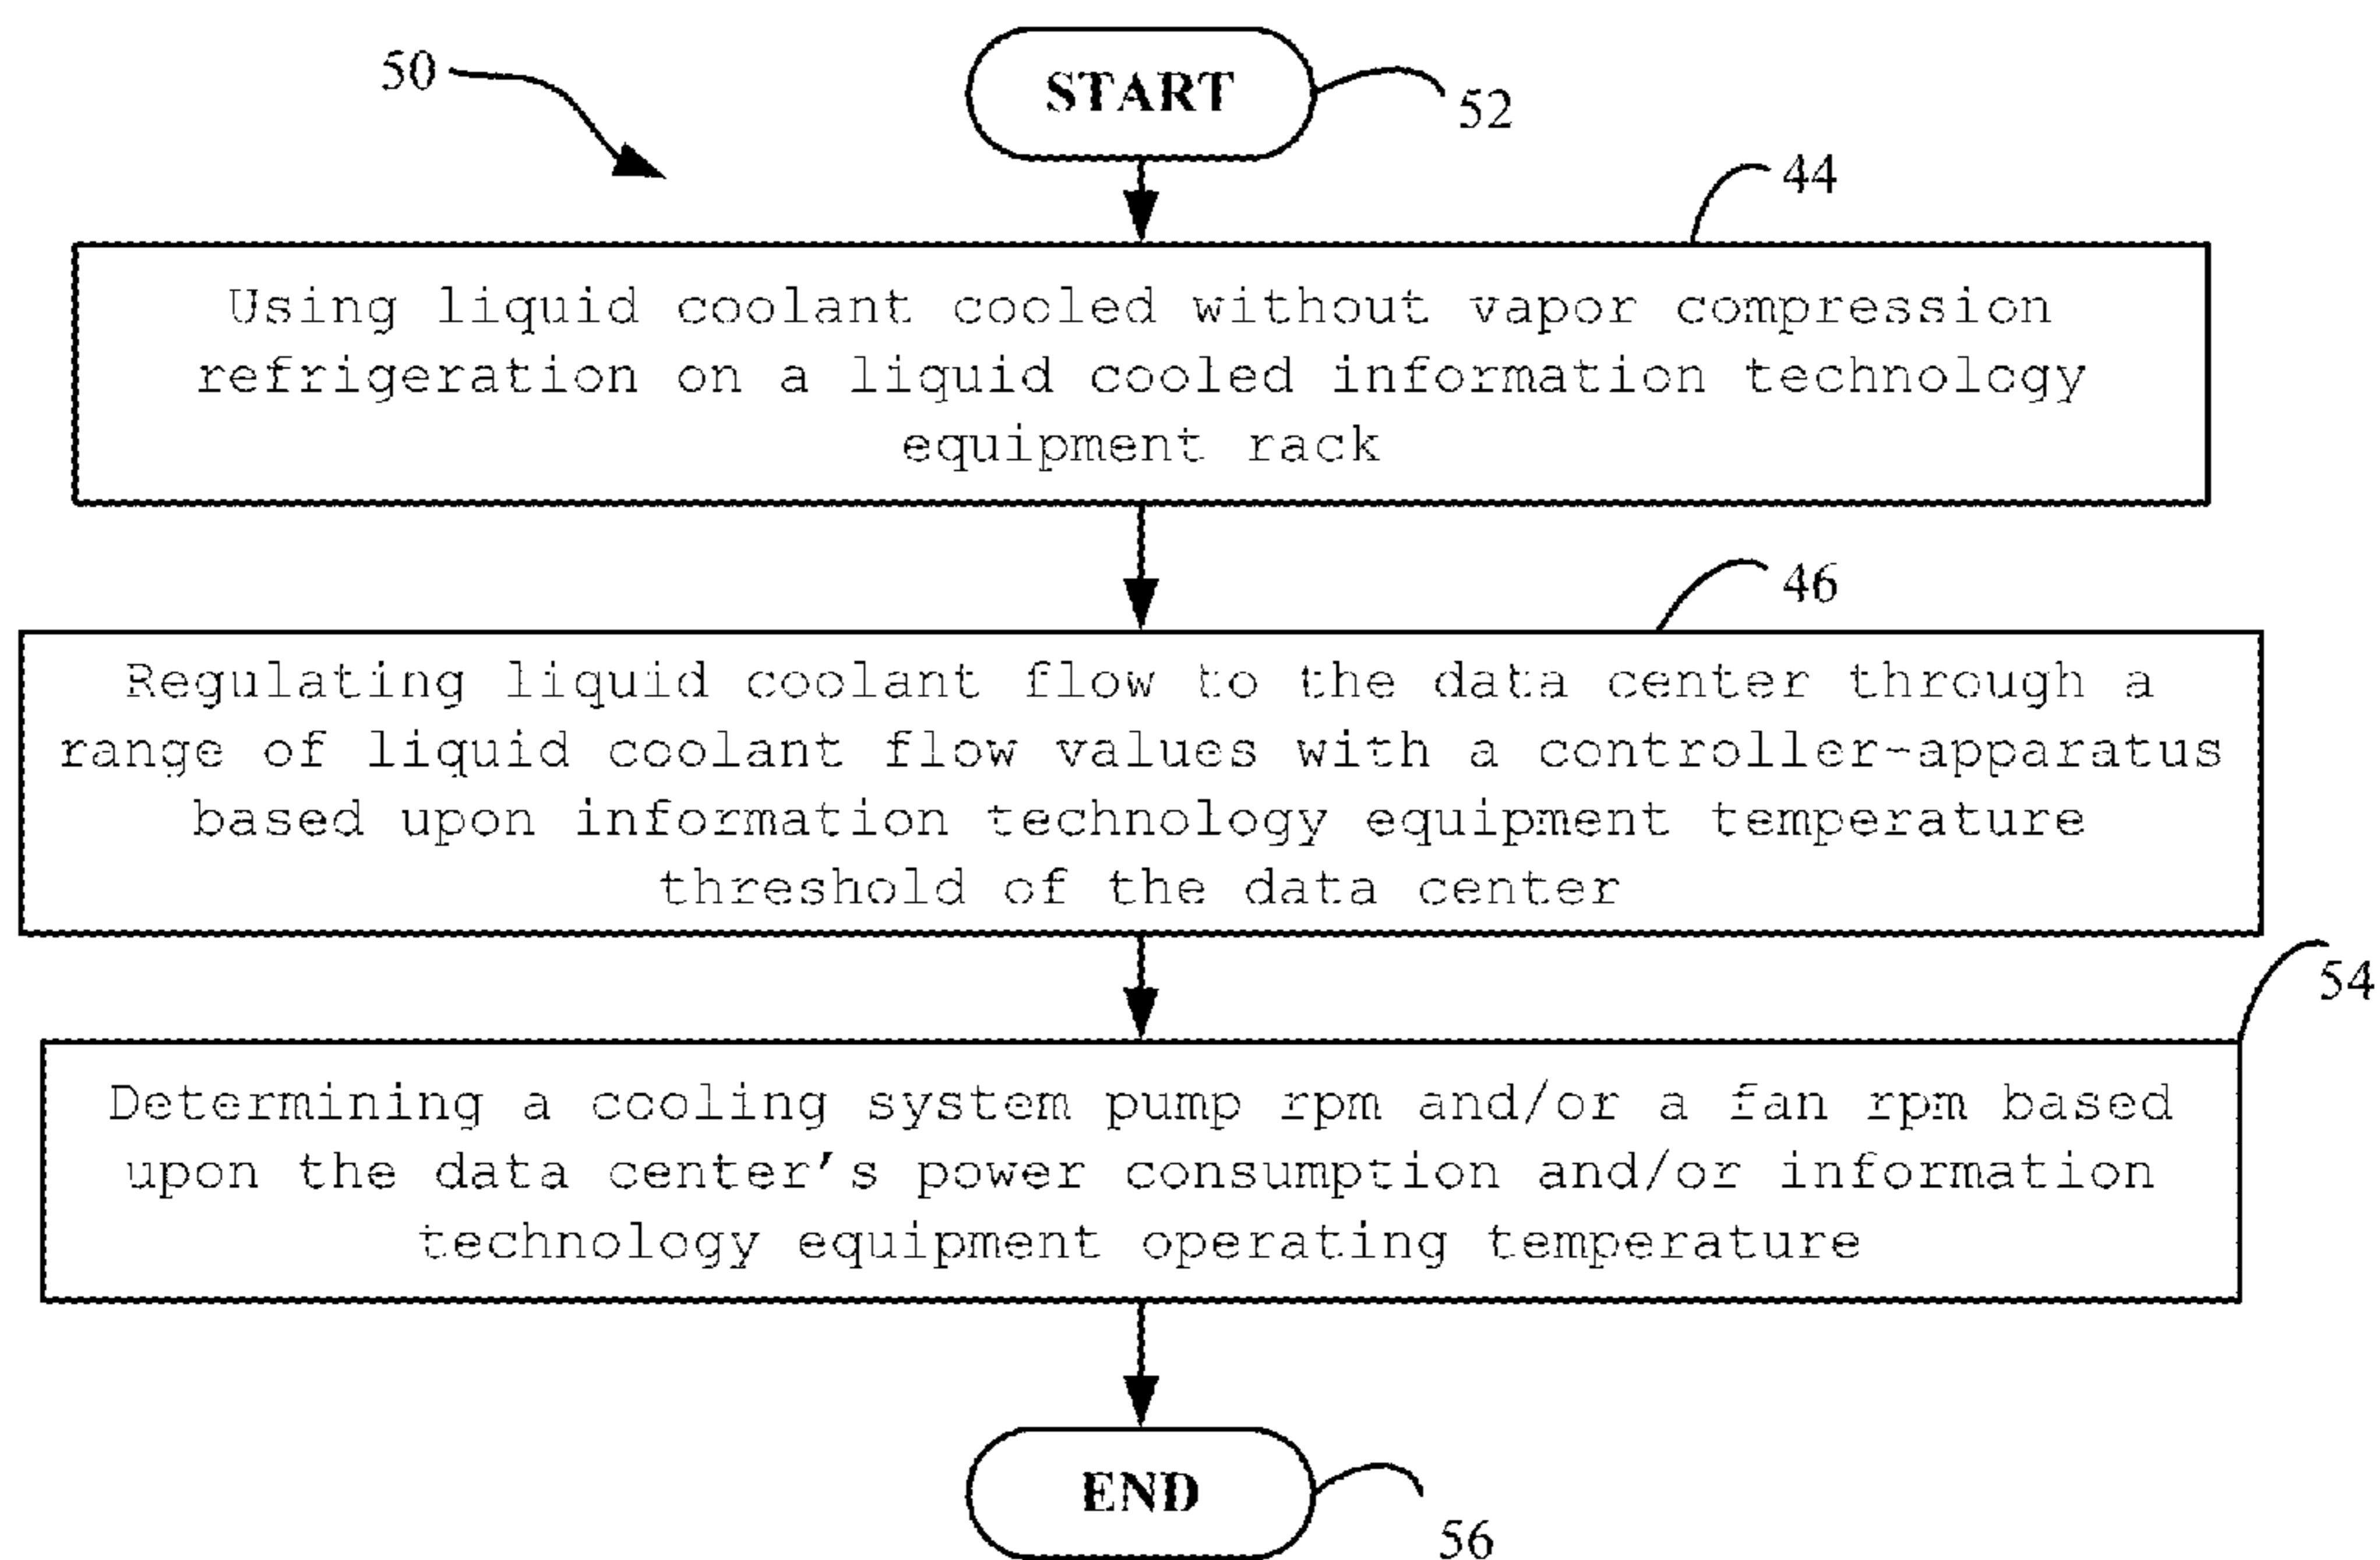 50
START
52
44
Using liquid coolant cooled without vapor compression
refrigeration on a liquid cooled information technology
equipment rack
46
Regulating liquid coolant flow to the data center through a
range of liquid coolant flow values with a controller-apparatus
based upon information technology equipment temperature
threshold of the data center
54
Determining a cooling system pump rpm and/or a fan rpm based
upon the data center's power consumption and/or information
technology equipment operating temperature
END
56